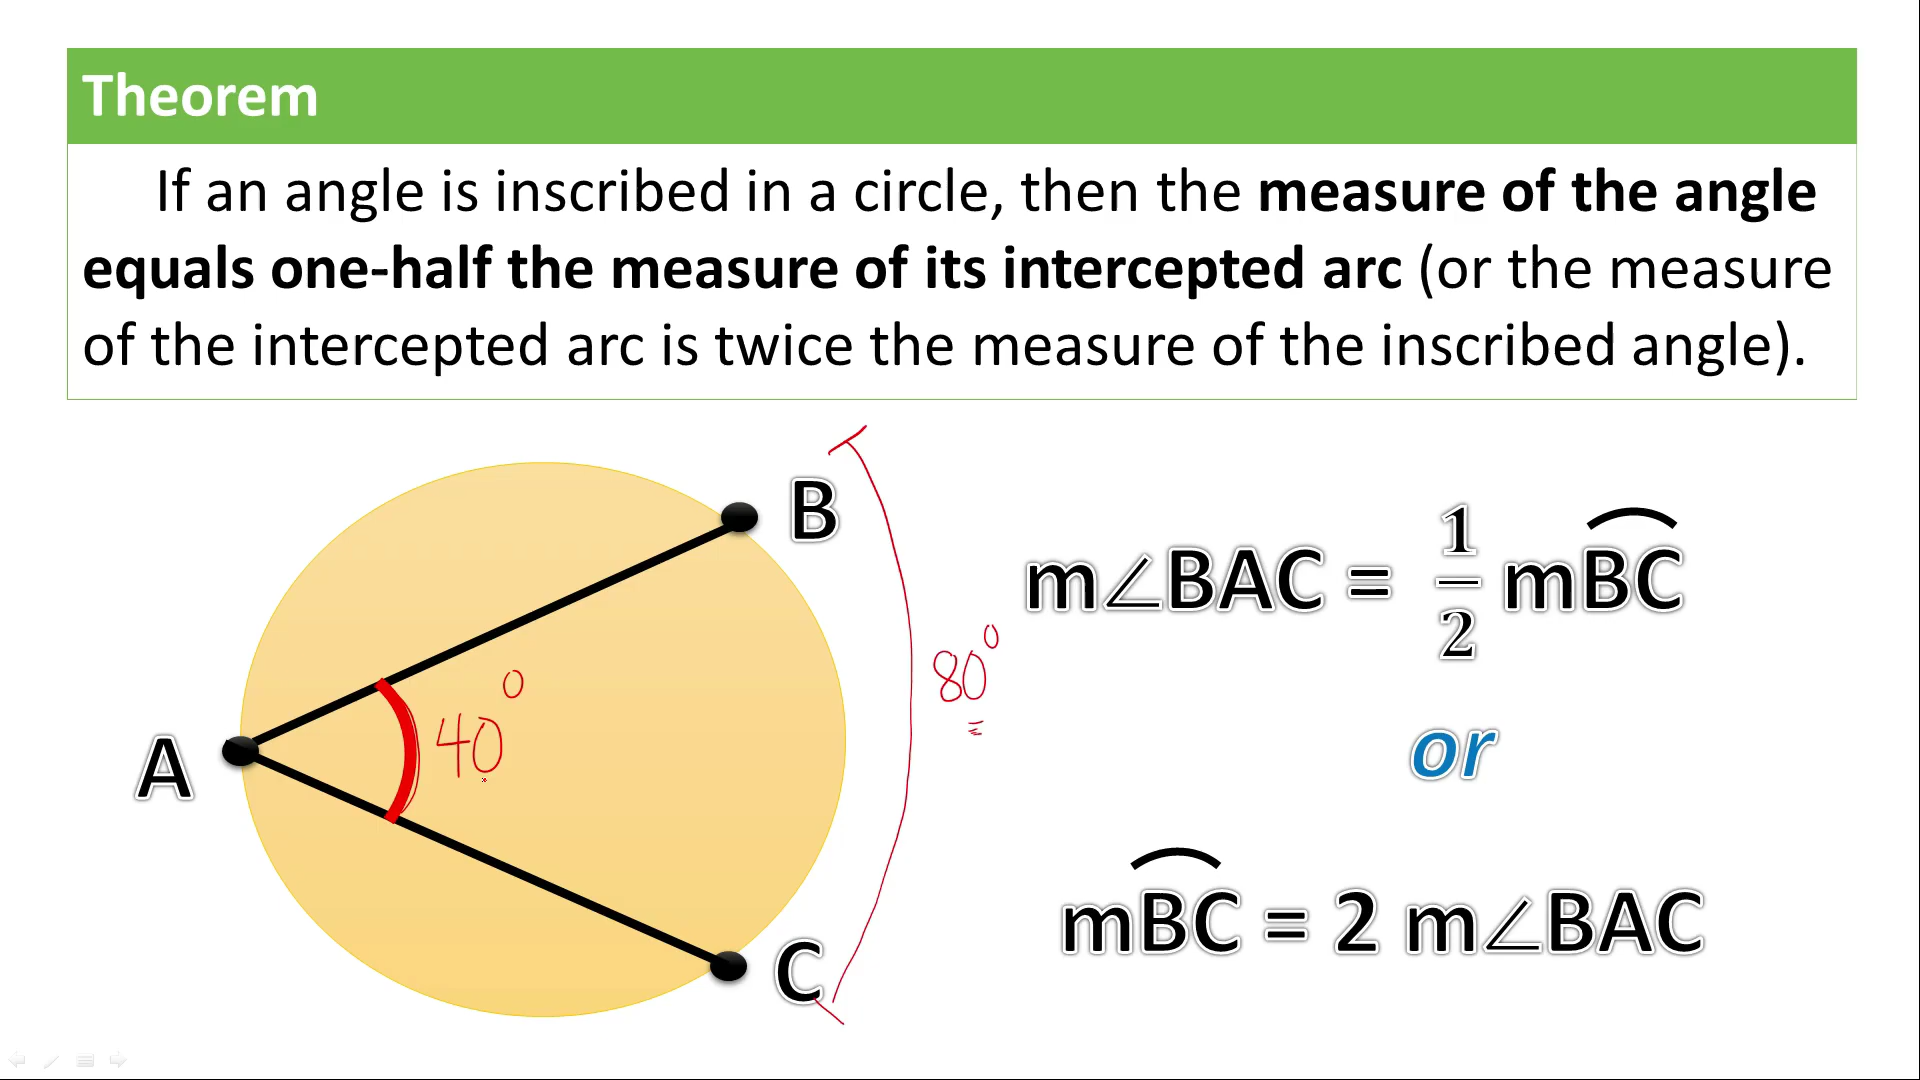 Theorem
If an angle is inscribed in a circle, then the measure of the angle
equals one-half the measure of its intercepted arc (or the measure
of the intercepted arc is twice the measure of the inscribed angle).
B
m∠BAC = 1/2 mBC
80°
40°
A
or
mBC = 2 m∠BAC
C